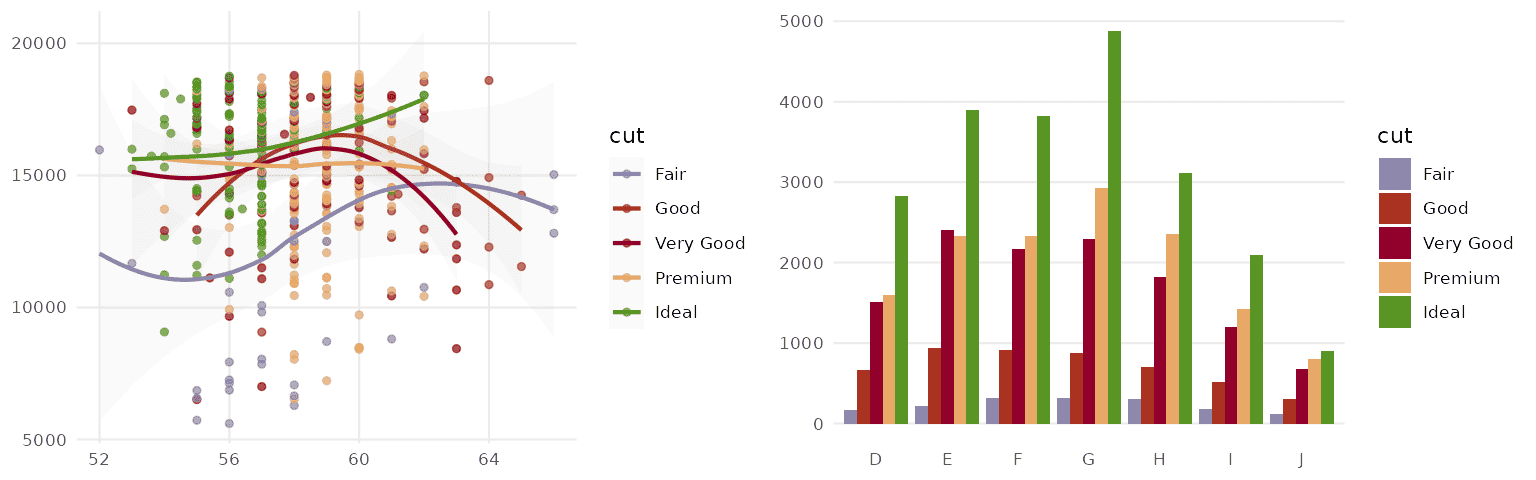 20000
15000
10000
5000
52 56 60 64
cut
Fair
Good
Very Good
Premium
Ideal
5000
4000
3000
2000
1000
0
D E F G H I J
cut
Fair
Good
Very Good
Premium
Ideal